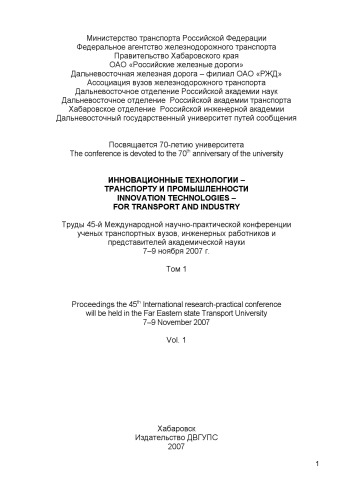 Министерство транспорта Российской Федерации
Федеральное агентство железнодорожного транспорта
Правительство Хабаровского края
ОАО «Российские железные дороги»
Дальневосточная железная дорога – филиал ОАО «РЖД»
Ассоциация вузов железнодорожного транспорта
Дальневосточное отделение Российской академии наук
Дальневосточное отделение Российской академии транспорта
Хабаровское отделение Российской инженерной академии
Дальневосточный государственный университет путей сообщения
Посвящается 70-летию университета
The conference is devoted to the 70th anniversary of the university
ИННОВАЦИОННЫЕ ТЕХНОЛОГИИ –
ТРАНСПОРТУ И ПРОМЫШЛЕННОСТИ
INNOVATION TECHNOLOGIES –
FOR TRANSPORT AND INDUSTRY
Труды 45-й Международной научно-практической конференции
ученых транспортных вузов, инженерных работников и
представителей академической науки
7–9 ноября 2007 г.
Том 1
Proceedings the 45th International research-practical conference
will be held in the Far Eastern state Transport University
7–9 November 2007
Vol. 1
Хабаровск
Издательство ДВГУПС
2007
1